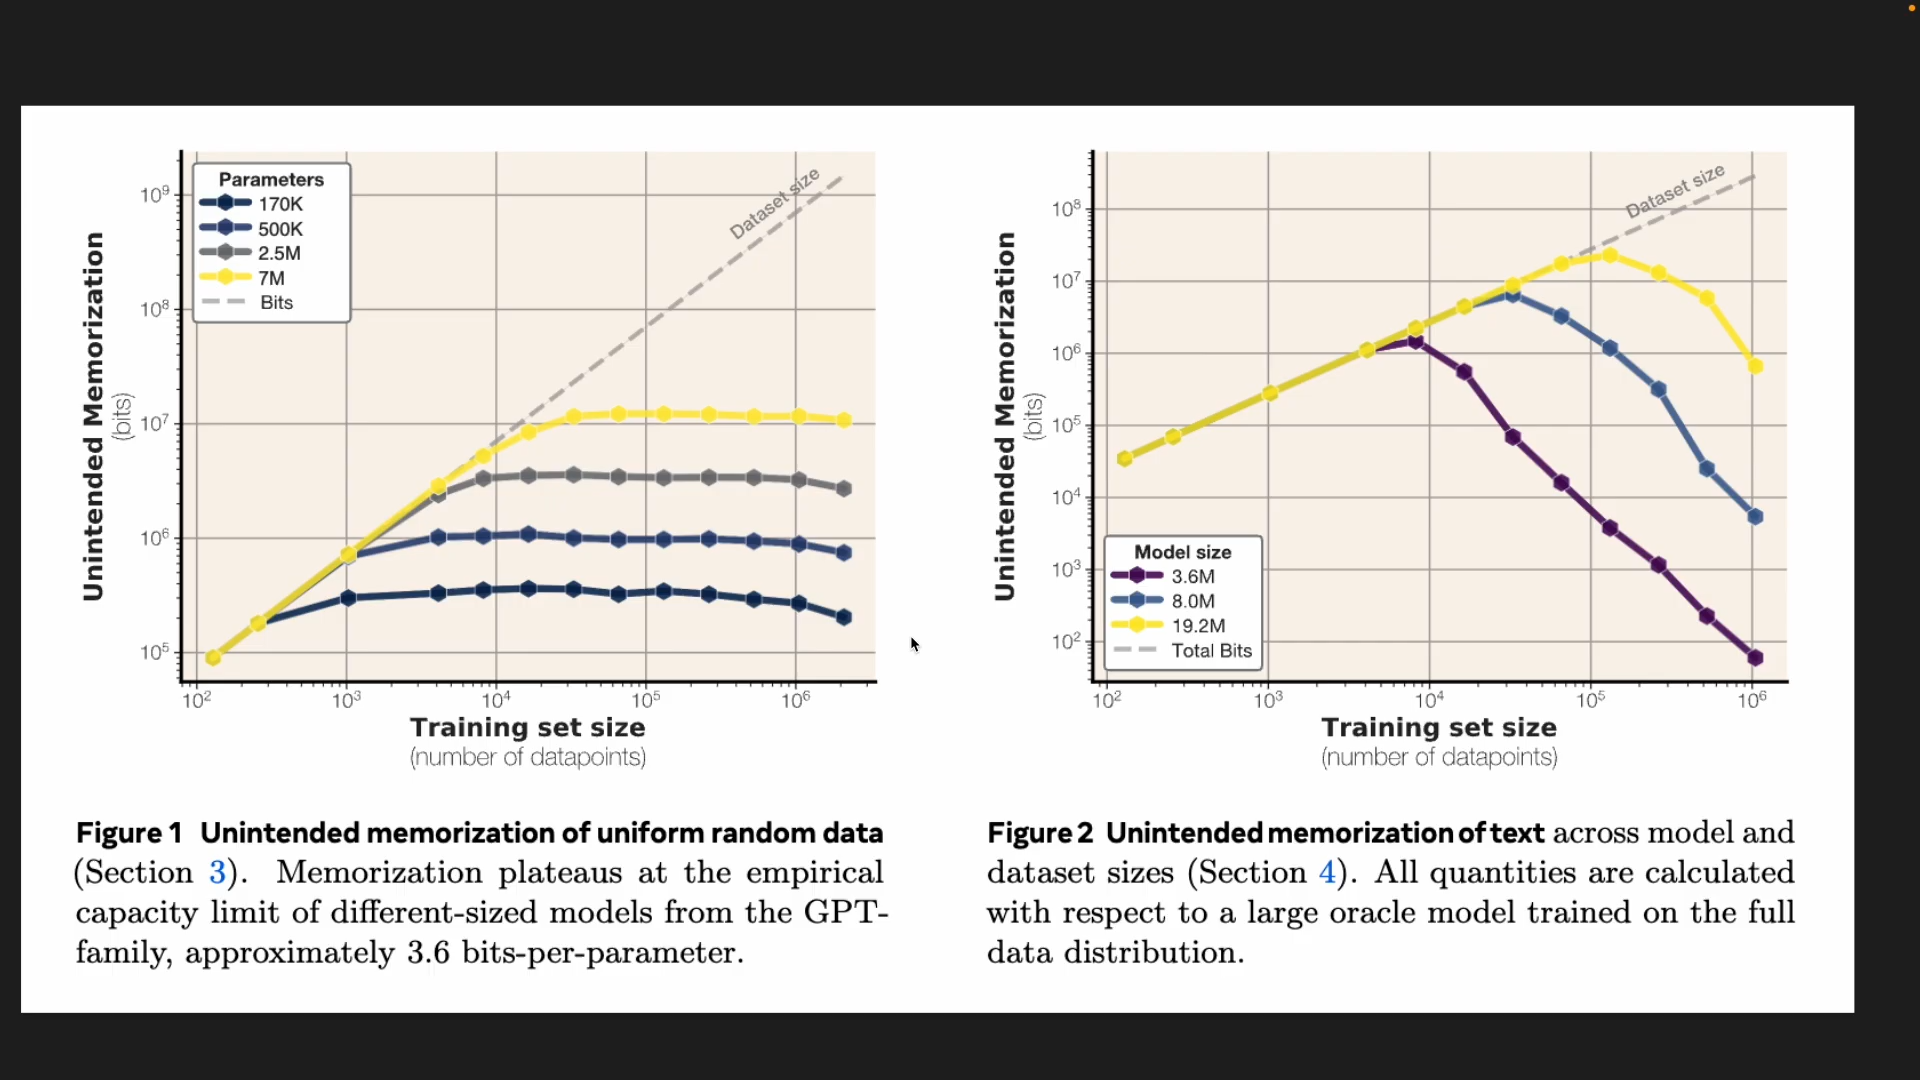 Unintended Memorization
(bits)
10⁹
10⁸
10⁷
10⁶
10⁵
Parameters
170K
500K
2.5M
7M
Bits
Dataset size
10²
10³
10⁴
10⁵
10⁶
Training set size
(number of datapoints)
Figure 1 Unintended memorization of uniform random data
(Section 3). Memorization plateaus at the empirical
capacity limit of different-sized models from the GPT-
family, approximately 3.6 bits-per-parameter.
Unintended Memorization
(bits)
10⁸
10⁷
10⁶
10⁵
10⁴
10³
10²
Dataset size
Model size
3.6M
8.0M
19.2M
Total Bits
10²
10³
10⁴
10⁵
10⁶
Training set size
(number of datapoints)
Figure 2 Unintended memorization of text across model and
dataset sizes (Section 4). All quantities are calculated
with respect to a large oracle model trained on the full
data distribution.